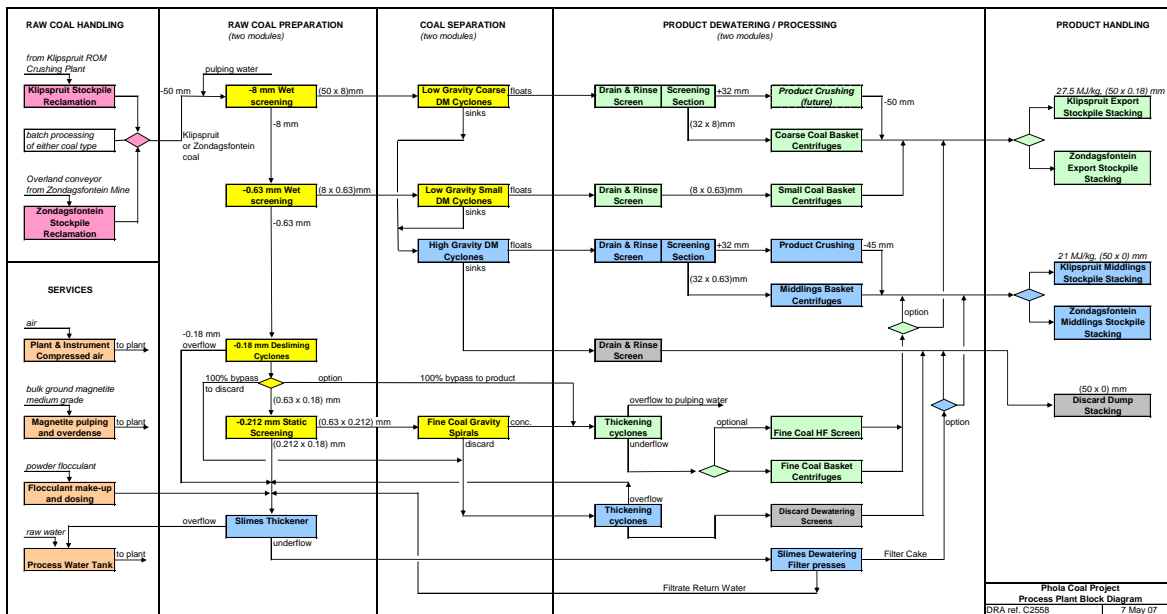 RAW COAL HANDLING
from Klipspruit ROM
Crushing Plant
Klipspruit Stockpile
Reclamation
batch processing
of either coal type
Overland conveyor
from Zondagsfontein Mine
Zondagsfontein
Stockpile
Reclamation
-50 mm
SERVICES
air
Plant & Instrument
Compressed air
to plant
bulk ground magnetite
medium grade
Magnetite pulping
and overdense
to plant
powder flocculant
Flocculant make-up
and dosing
raw water
Process Water Tank
to plant
RAW COAL PREPARATION
(two modules)
pulping water
-8 mm Wet
screening
(50 x 8)mm
-8 mm
Klipspruit
or Zondagsfontein
coal
-0.63 mm Wet
screening
(8 x 0.63)mm
-0.63 mm
-0.18 mm
overflow
-0.18 mm Desliming
Cyclones
100% bypass
to discard
option
(0.63 x 0.18) mm
-0.212 mm Static
Screening
(0.63 x 0.212) mm
(0.212 x 0.18) mm
overflow
Slimes Thickener
underflow
COAL SEPARATION
(two modules)
Low Gravity Coarse
DM Cyclones
floats
sinks
Low Gravity Small
DM Cyclones
floats
sinks
High Gravity DM
Cyclones
floats
sinks
100% bypass to product
Fine Coal Gravity
Spirals
conc.
discard
PRODUCT DEWATERING / PROCESSING
(two modules)
Drain & Rinse
Screen
Screening
Section
+32 mm
Product Crushing
(future)
-50 mm
(32 x 8)mm
Coarse Coal Basket
Centrifuges
Drain & Rinse
Screen
(8 x 0.63)mm
Small Coal Basket
Centrifuges
Drain & Rinse
Screen
Screening
Section
+32 mm
Product Crushing
-45 mm
(32 x 0.63)mm
Middlings Basket
Centrifuges
option
Drain & Rinse
Screen
overflow to pulping water
Thickening
cyclones
underflow
optional
Fine Coal HF Screen
Fine Coal Basket
Centrifuges
option
overflow
Thickening
cyclones
Discard Dewatering
Screens
Slimes Dewatering
Filter presses
Filter Cake
Filtrate Return Water
PRODUCT HANDLING
27.5 MJ/kg, (50 x 0.18) mm
Klipspruit Export
Stockpile Stacking
Zondagsfontein
Export Stockpile
Stacking
21 MJ/kg, (50 x 0) mm
Klipspruit Middlings
Stockpile Stacking
Zondagsfontein
Middlings Stockpile
Stacking
(50 x 0) mm
Discard Dump
Stacking
Phola Coal Project
Process Plant Block Diagram
DRA ref. C2558
7 May 07